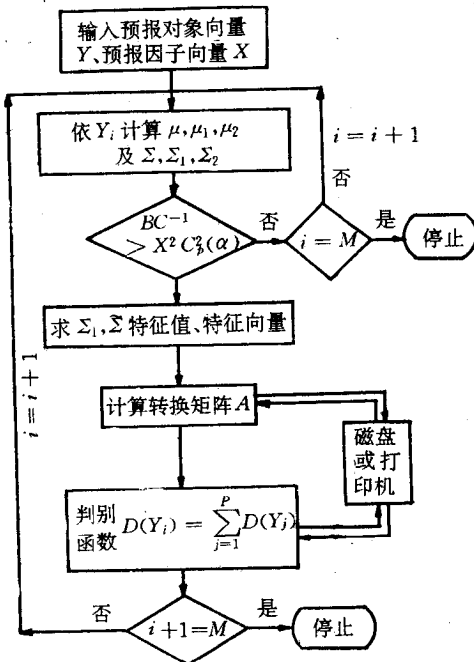 输入预报对象向量
Y、预报因子向量 X
依 Yᵢ 计算 μ,μ₁,μ₂
及 Σ,Σ₁,Σ₂
i = i + 1
否
BC⁻¹
> X² C²ₚ(α)
否
i = M
是
停止
求 Σ₁,Σ 特征值、特征向量
i = i + 1
计算转换矩阵 A
磁盘
或打
印机
判别
函数 D(Yᵢ) = ∑ᴾⱼ₌₁ D(Yⱼ)
否
i + 1 = M
是
停止